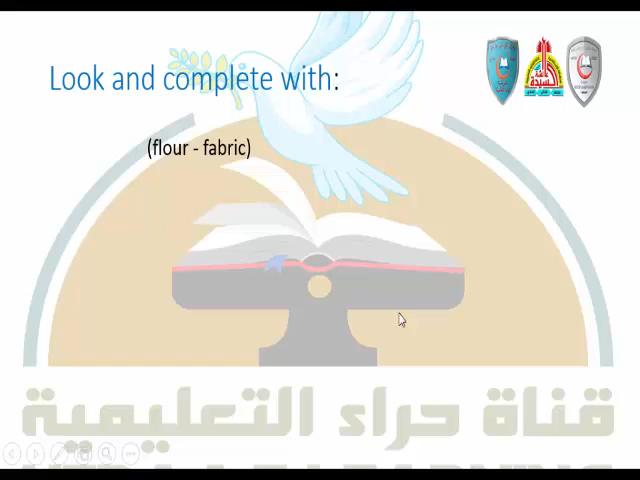 Look and complete with:
(flour - fabric)
قناة حراء التعليمية